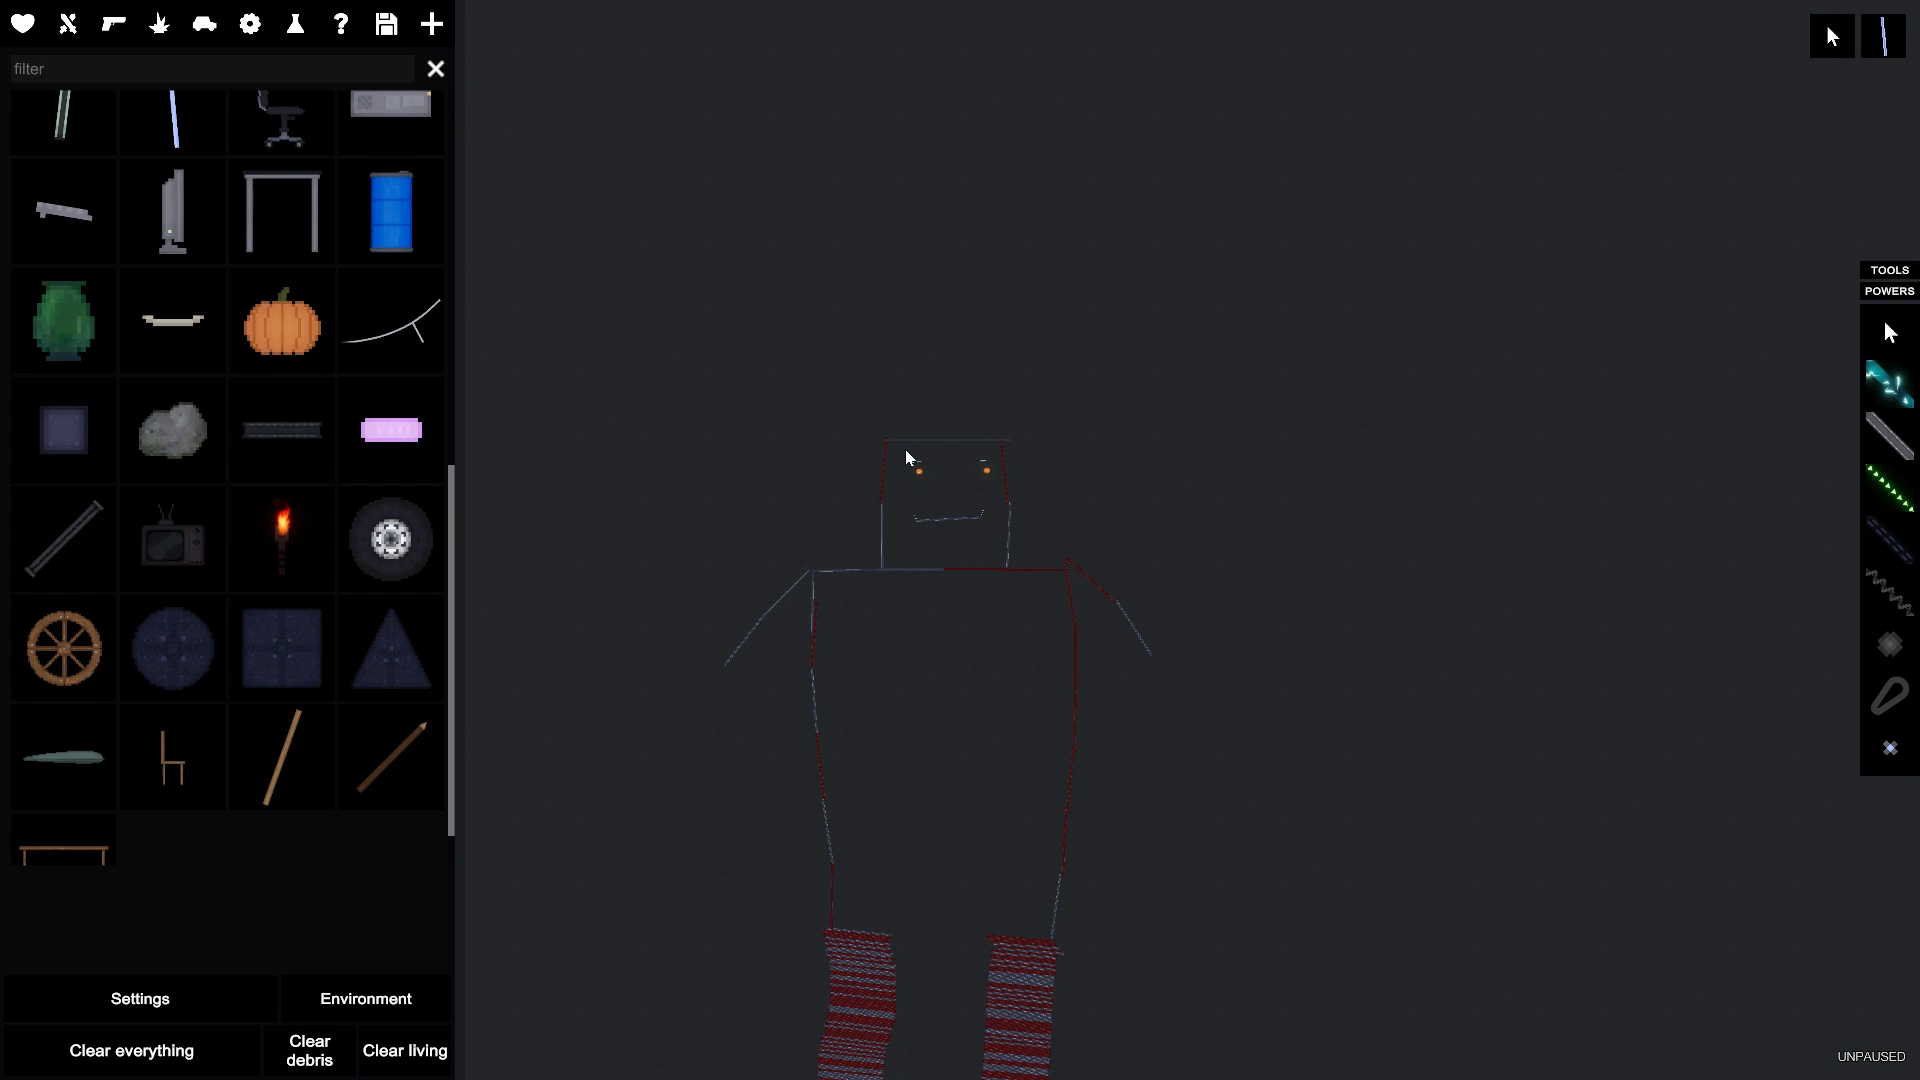 filter
TOOLS
POWERS
Settings
Environment
Clear everything
Clear
debris
Clear living
UNPAUSED